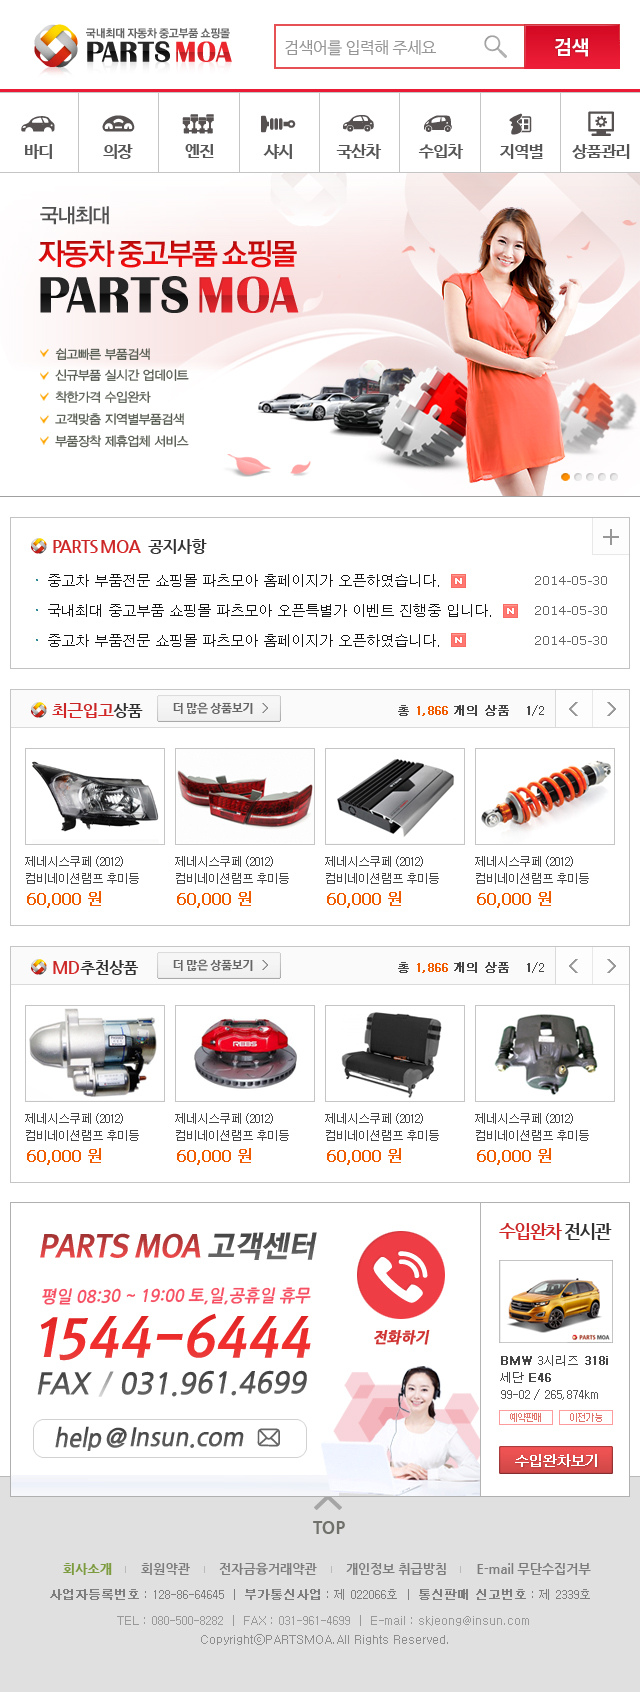 국내최대 자동차 중고부품 쇼핑몰
PARTS MOA
검색어를 입력해 주세요
검색
바디 의장 엔진 샤시 국산차 수입차 지역별 상품관리
국내최대
자동차 중고부품 쇼핑몰
PARTS MOA
쉽고빠른 부품검색
신규부품 실시간 업데이트
착한가격 수입완차
고객맞춤 지역별부품검색
부품장착 제휴업체 서비스
PARTS MOA 공지사항
중고차 부품전문 쇼핑몰 파츠모아 홈페이지가 오픈하였습니다. N 2014-05-30
국내최대 중고부품 쇼핑몰 파츠모아 오픈특별가 이벤트 진행중 입니다. N 2014-05-30
중고차 부품전문 쇼핑몰 파츠모아 홈페이지가 오픈하였습니다. N 2014-05-30
최근입고상품 더 많은 상품보기 총 1,866 개의 상품 1/2
제네시스쿠페 (2012) 제네시스쿠페 (2012) 제네시스쿠페 (2012) 제네시스쿠페 (2012)
컴비네이션램프 후미등 컴비네이션램프 후미등 컴비네이션램프 후미등 컴비네이션램프 후미등
60,000 원 60,000 원 60,000 원 60,000 원
MD추천상품 더 많은 상품보기 총 1,866 개의 상품 1/2
REBS
제네시스쿠페 (2012) 제네시스쿠페 (2012) 제네시스쿠페 (2012) 제네시스쿠페 (2012)
컴비네이션램프 후미등 컴비네이션램프 후미등 컴비네이션램프 후미등 컴비네이션램프 후미등
60,000 원 60,000 원 60,000 원 60,000 원
PARTS MOA 고객센터
평일 08:30 ~ 19:00 토,일,공휴일 휴무
1544-6444
FAX / 031.961.4699
help@Insun.com
전화하기
수입완차 전시관
PARTS MOA
BMW 3시리즈 318i
세단 E46
99-02 / 265,874km
예약판매 이전가능
수입완차보기
TOP
회사소개 회원약관 전자금융거래약관 개인정보 취급방침 E-mail 무단수집거부
사업자등록번호 : 128-86-64645 | 부가통신사업 : 제 022066호 | 통신판매 신고번호 : 제 2339호
TEL : 080-500-8282 | FAX : 031-961-4699 | E-mail : skjeong@insun.com
CopyrightⓒPARTSMOA.All Rights Reserved.